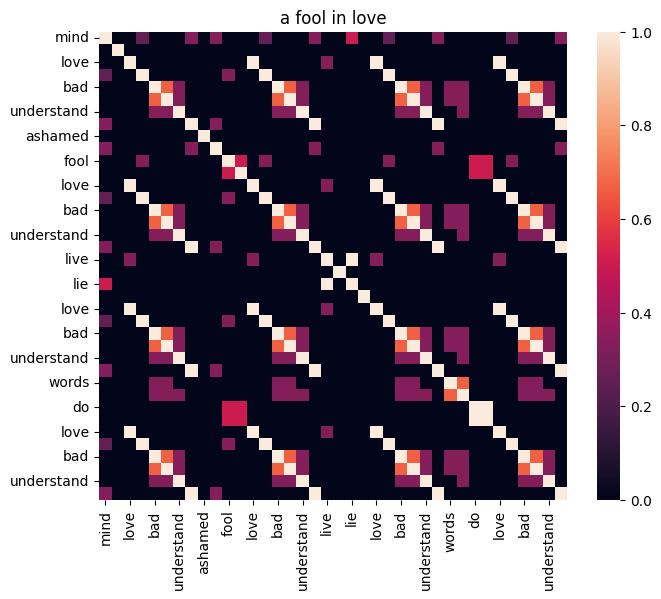 a fool in love
mind
love
bad
understand
ashamed
fool
love
bad
understand
live
lie
love
bad
understand
words
do
love
bad
understand
1.0
0.8
0.6
0.4
0.2
0.0
mind
love
bad
understand
ashamed
fool
love
bad
understand
live
lie
love
bad
understand
words
do
love
bad
understand